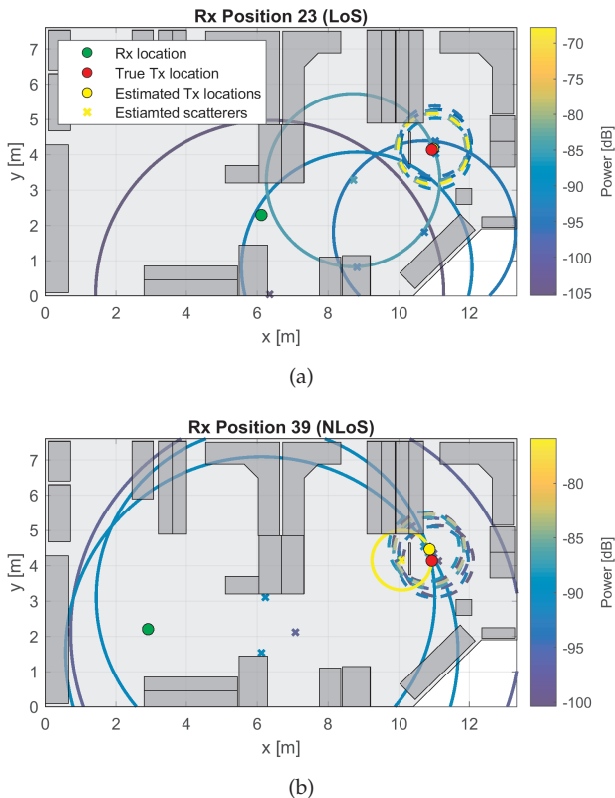 Rx Position 23 (LoS)
Rx location
True Tx location
Estimated Tx locations
Estiamted scatterers
y [m]
7
6
5
4
3
2
1
0
0 2 4 6 8 10 12
x [m]
-70
-75
-80
-85
-90
-95
-100
-105
Power [dB]
(a)
Rx Position 39 (NLoS)
y [m]
7
6
5
4
3
2
1
0
0 2 4 6 8 10 12
x [m]
-80
-85
-90
-95
-100
Power [dB]
(b)